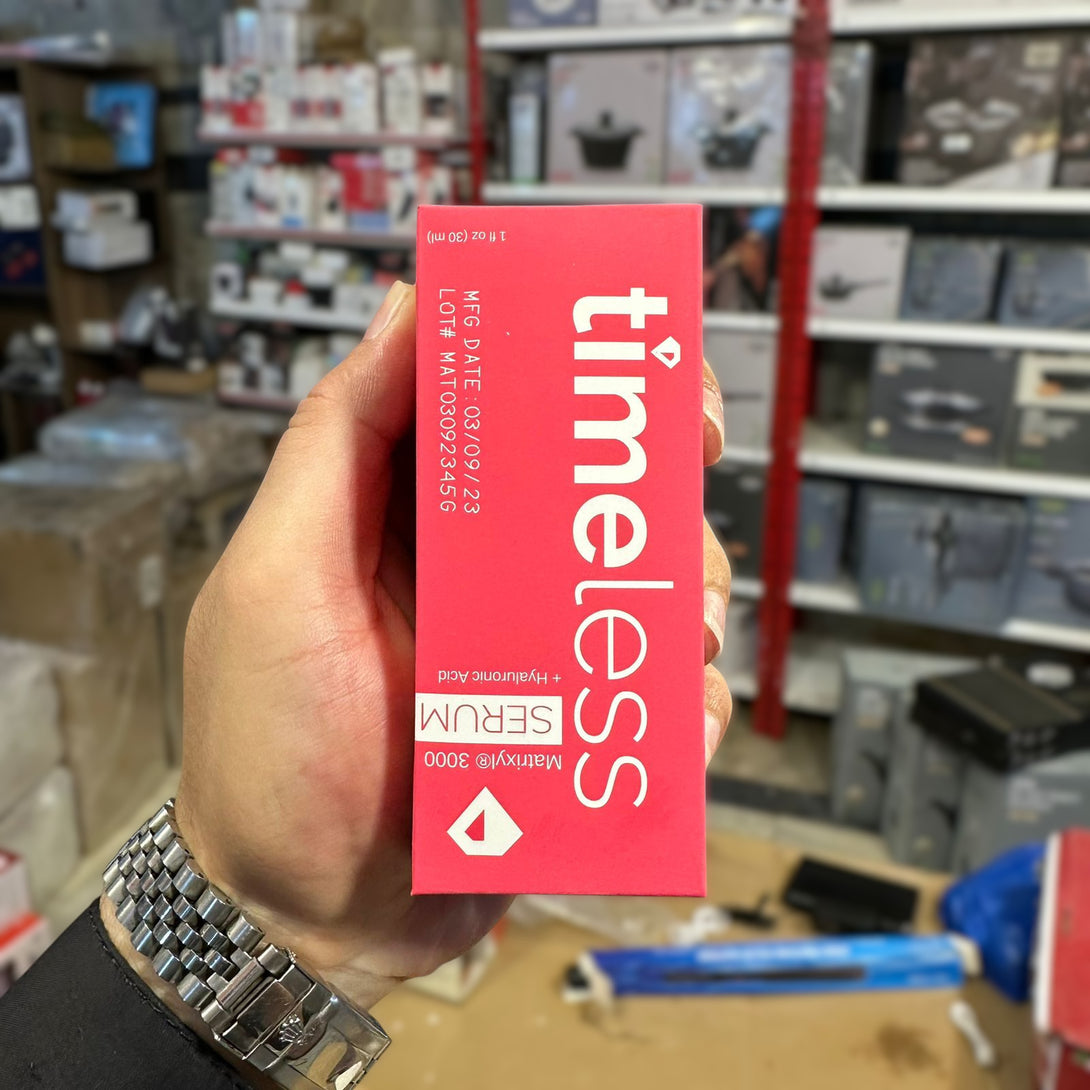 timeless
Matrixyl® 3000
SERUM
+ Hyaluronic Acid
1 fl oz (30 ml)
MFG DATE:03/09/23
LOT# MAT03092345G